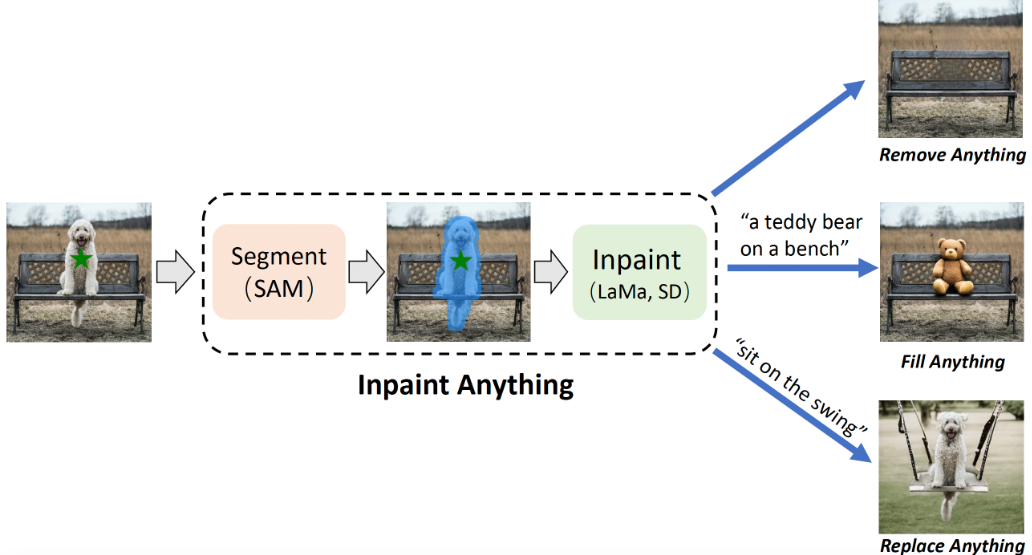 Remove Anything
“a teddy bear
on a bench”
Segment
（SAM）
Inpaint
（LaMa, SD）
Fill Anything
Inpaint Anything
“sit on the swing”
Replace Anything